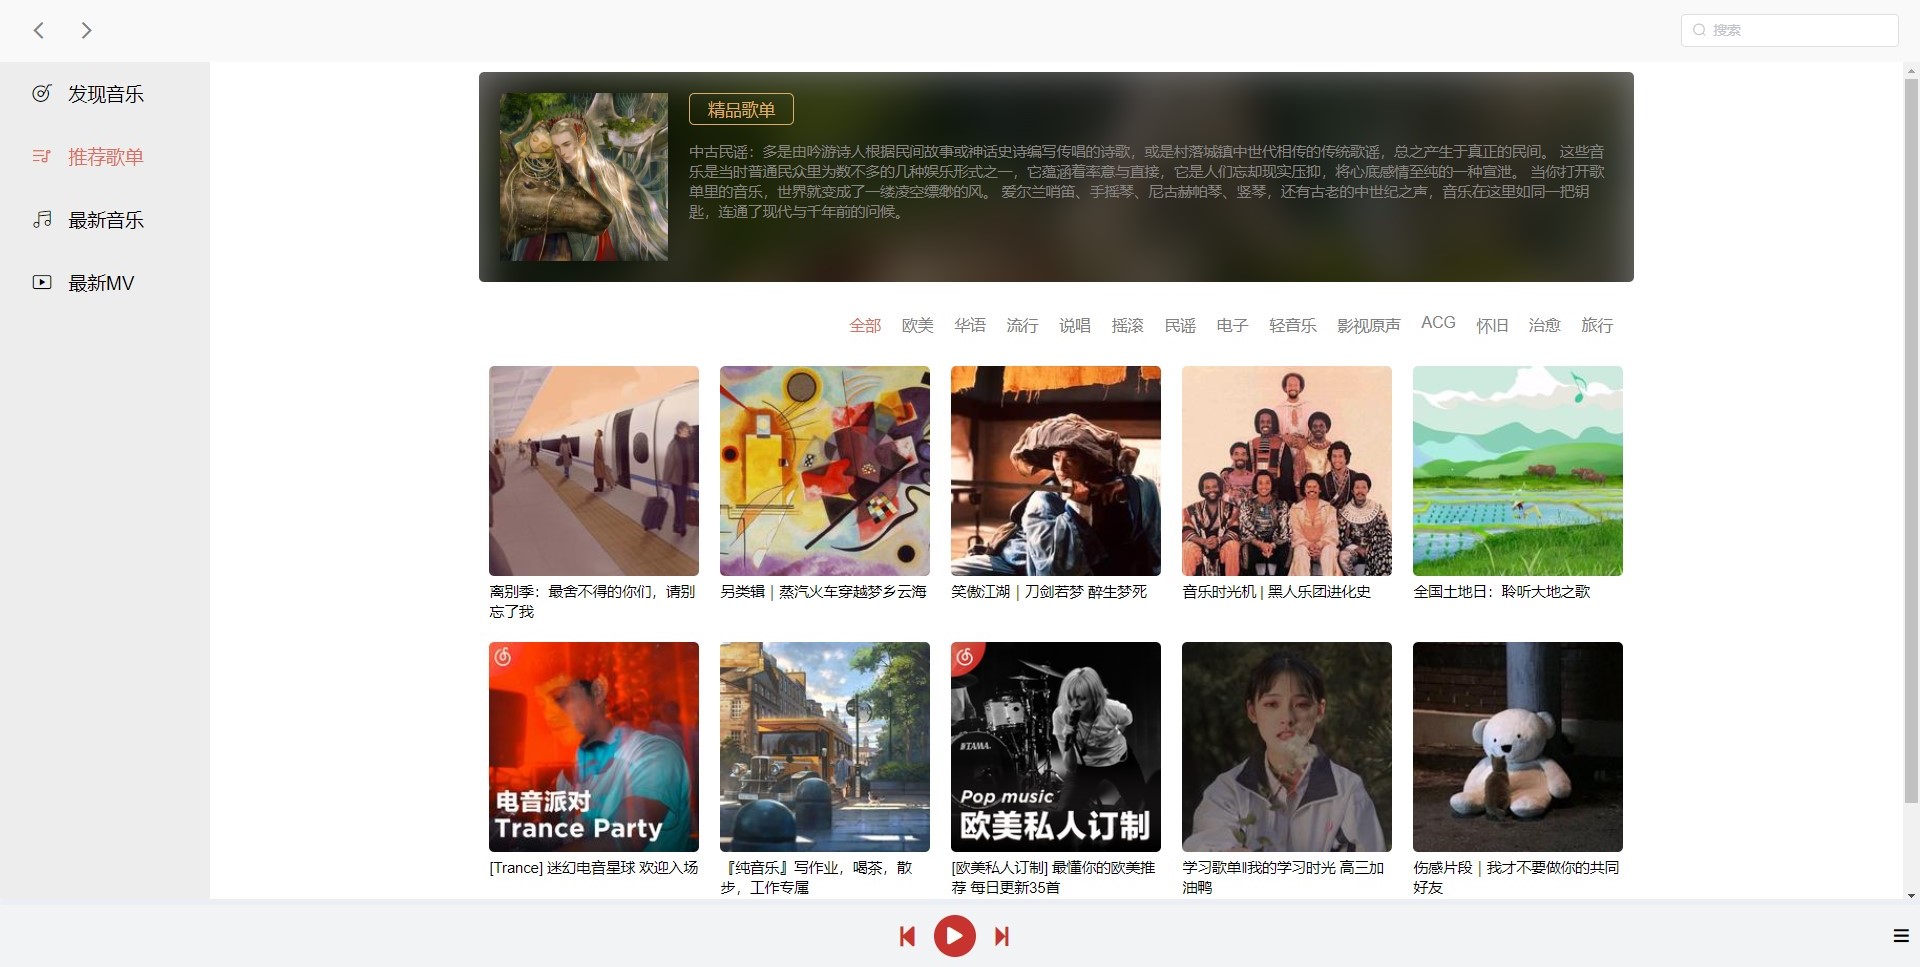 搜索
发现音乐
推荐歌单
最新音乐
最新MV
精品歌单
中古民谣：多是由吟游诗人根据民间故事或神话史诗编写传唱的诗歌，或是村落城镇中世代相传的传统歌谣，总之产生于真正的民间。 这些音
乐是当时普通民众里为数不多的几种娱乐形式之一，它蕴涵着率意与直接，它是人们忘却现实压抑，将心底感情至纯的一种宣泄。 当你打开歌
单里的音乐，世界就变成了一缕凌空缥缈的风。 爱尔兰哨笛、手摇琴、尼古赫帕琴、竖琴，还有古老的中世纪之声，音乐在这里如同一把钥
匙，连通了现代与千年前的问候。
全部 欧美 华语 流行 说唱 摇滚 民谣 电子 轻音乐 影视原声 ACG 怀旧 治愈 旅行
离别季：最舍不得的你们，请别
忘了我
另类辑 | 蒸汽火车穿越梦乡云海
笑傲江湖 | 刀剑若梦 醉生梦死
音乐时光机 | 黑人乐团进化史
全国土地日：聆听大地之歌
电音派对
Trance Party
TAMA.
Pop music
欧美私人订制
[Trance] 迷幻电音星球 欢迎入场
『纯音乐』写作业，喝茶，散
步，工作专属
[欧美私人订制] 最懂你的欧美推
荐 每日更新35首
学习歌单‖我的学习时光 高三加
油鸭
伤感片段 | 我才不要做你的共同
好友